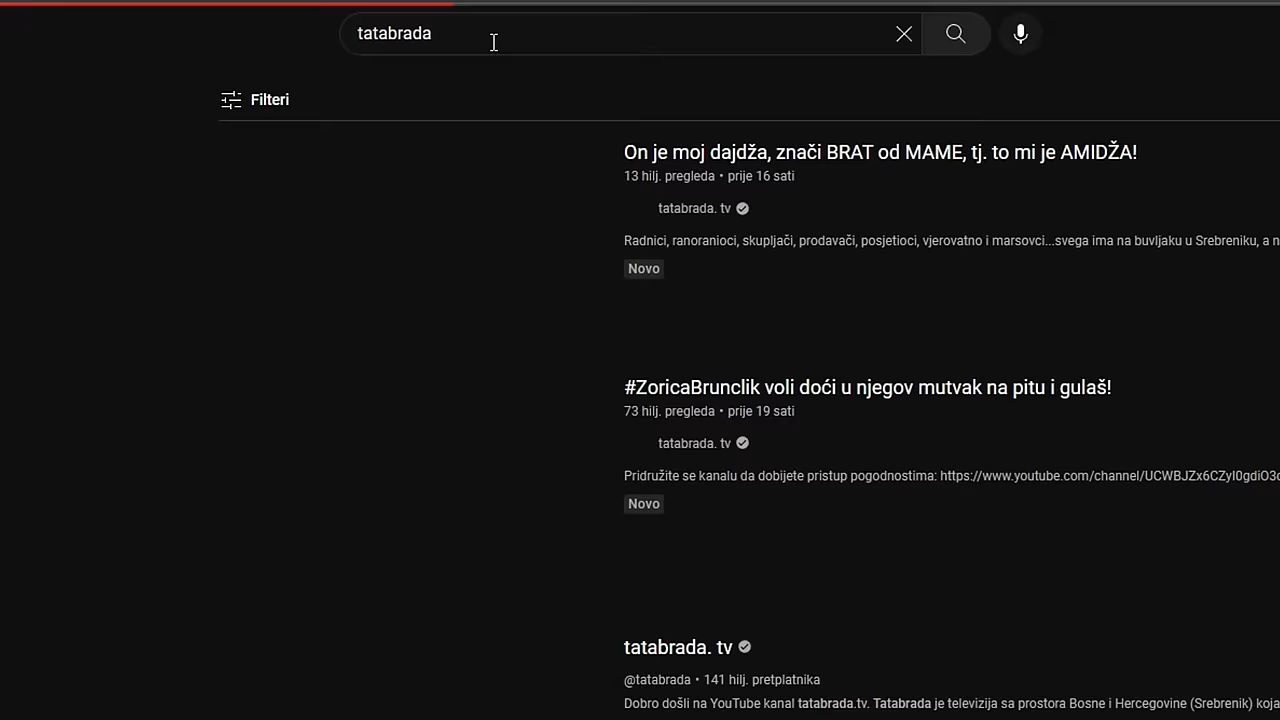 tatabrada
Filteri
On je moj dajdža, znači BRAT od MAME, tj. to mi je AMIDŽA!
13 hilj. pregleda • prije 16 sati
tatabrada. tv
Radnici, ranoranioci, skupljači, prodavači, posjetioci, vjerovatno i marsovci...svega ima na buvljaku u Srebreniku, a n
Novo
#ZoricaBrunclik voli doći u njegov mutvak na pitu i gulaš!
73 hilj. pregleda • prije 19 sati
tatabrada. tv
Pridružite se kanalu da dobijete pristup pogodnostima: https://www.youtube.com/channel/UCWBJZx6CZyI0gdiO3c
Novo
tatabrada. tv
@tatabrada • 141 hilj. pretplatnika
Dobro došli na YouTube kanal tatabrada.tv. Tatabrada je televizija sa prostora Bosne i Hercegovine (Srebrenik) koja